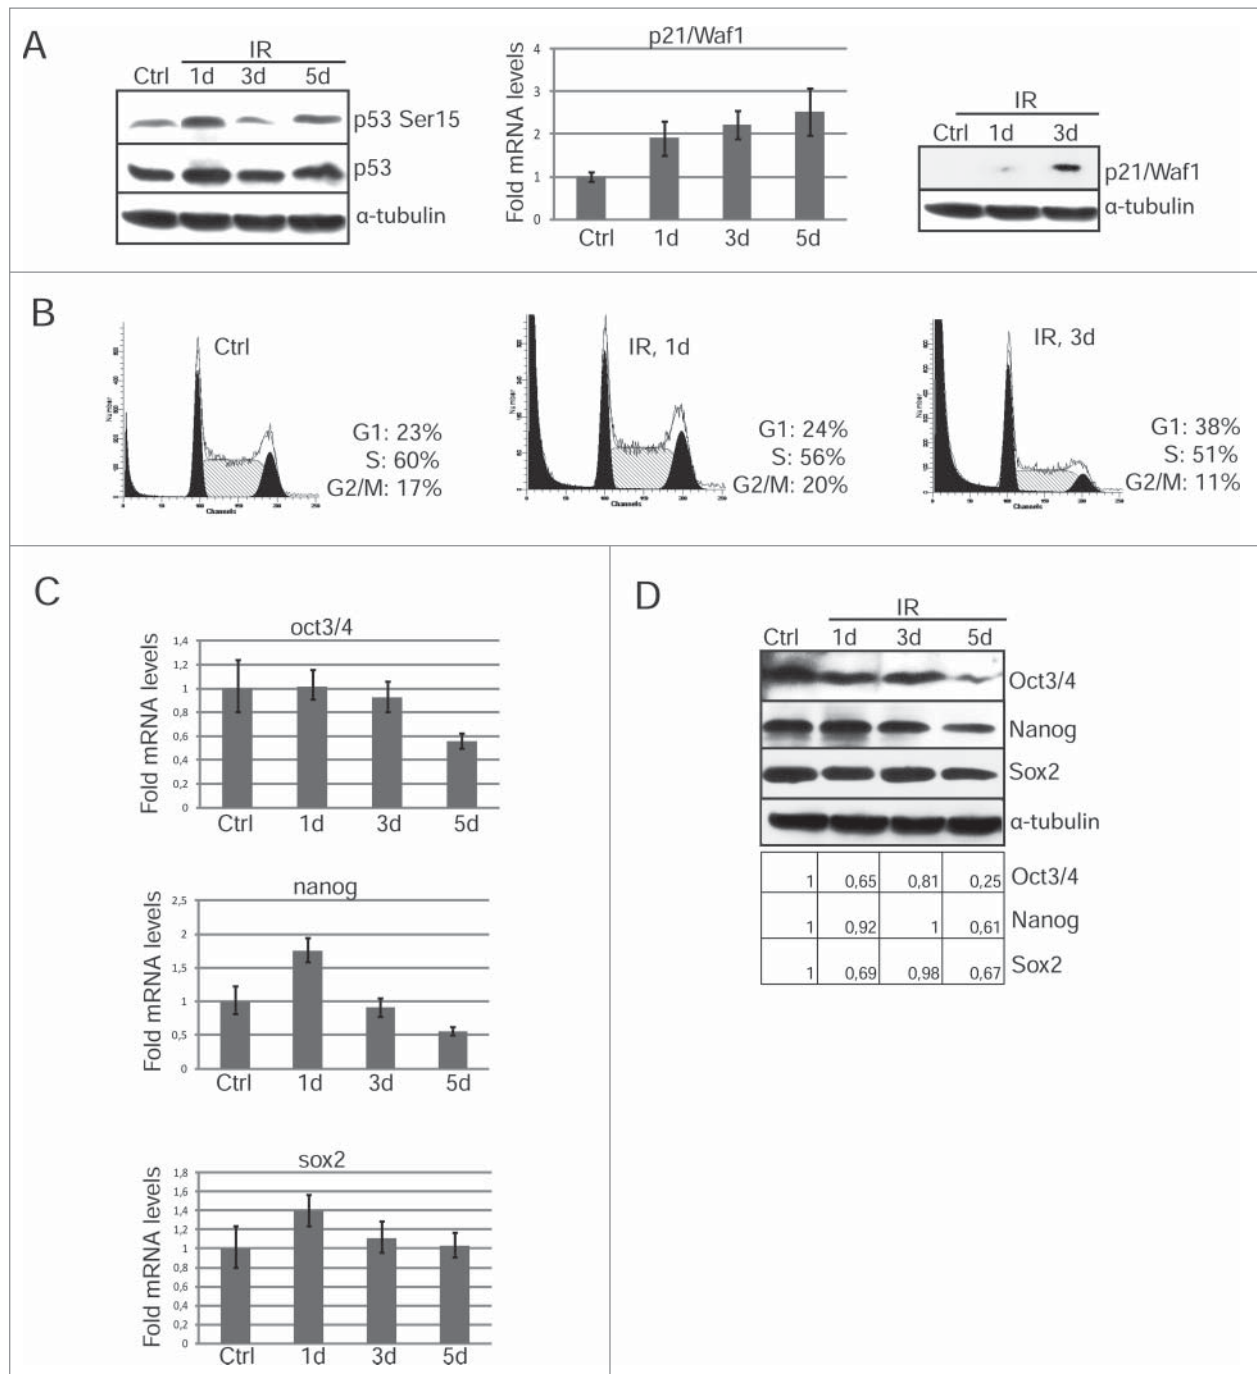 A
IR
Ctrl 1d 3d 5d
p53 Ser15
p53
α-tubulin
p21/Waf1
Fold mRNA levels
4
3
2
1
0
Ctrl 1d 3d 5d
IR
Ctrl 1d 3d
p21/Waf1
α-tubulin
B
Ctrl
G1: 23%
S: 60%
G2/M: 17%
Number
Channels
IR, 1d
G1: 24%
S: 56%
G2/M: 20%
Number
Channels
IR, 3d
G1: 38%
S: 51%
G2/M: 11%
Number
Channels
C
oct3/4
Fold mRNA levels
1,4
1,2
1
0,8
0,6
0,4
0,2
0
Ctrl 1d 3d 5d
nanog
Fold mRNA levels
2,5
2
1,5
1
0,5
0
Ctrl 1d 3d 5d
sox2
Fold mRNA levels
1,8
1,6
1,4
1,2
1
0,8
0,6
0,4
0,2
0
Ctrl 1d 3d 5d
D
IR
Ctrl 1d 3d 5d
Oct3/4
Nanog
Sox2
α-tubulin
1 0,65 0,81 0,25 Oct3/4
1 0,92 1 0,61 Nanog
1 0,69 0,98 0,67 Sox2